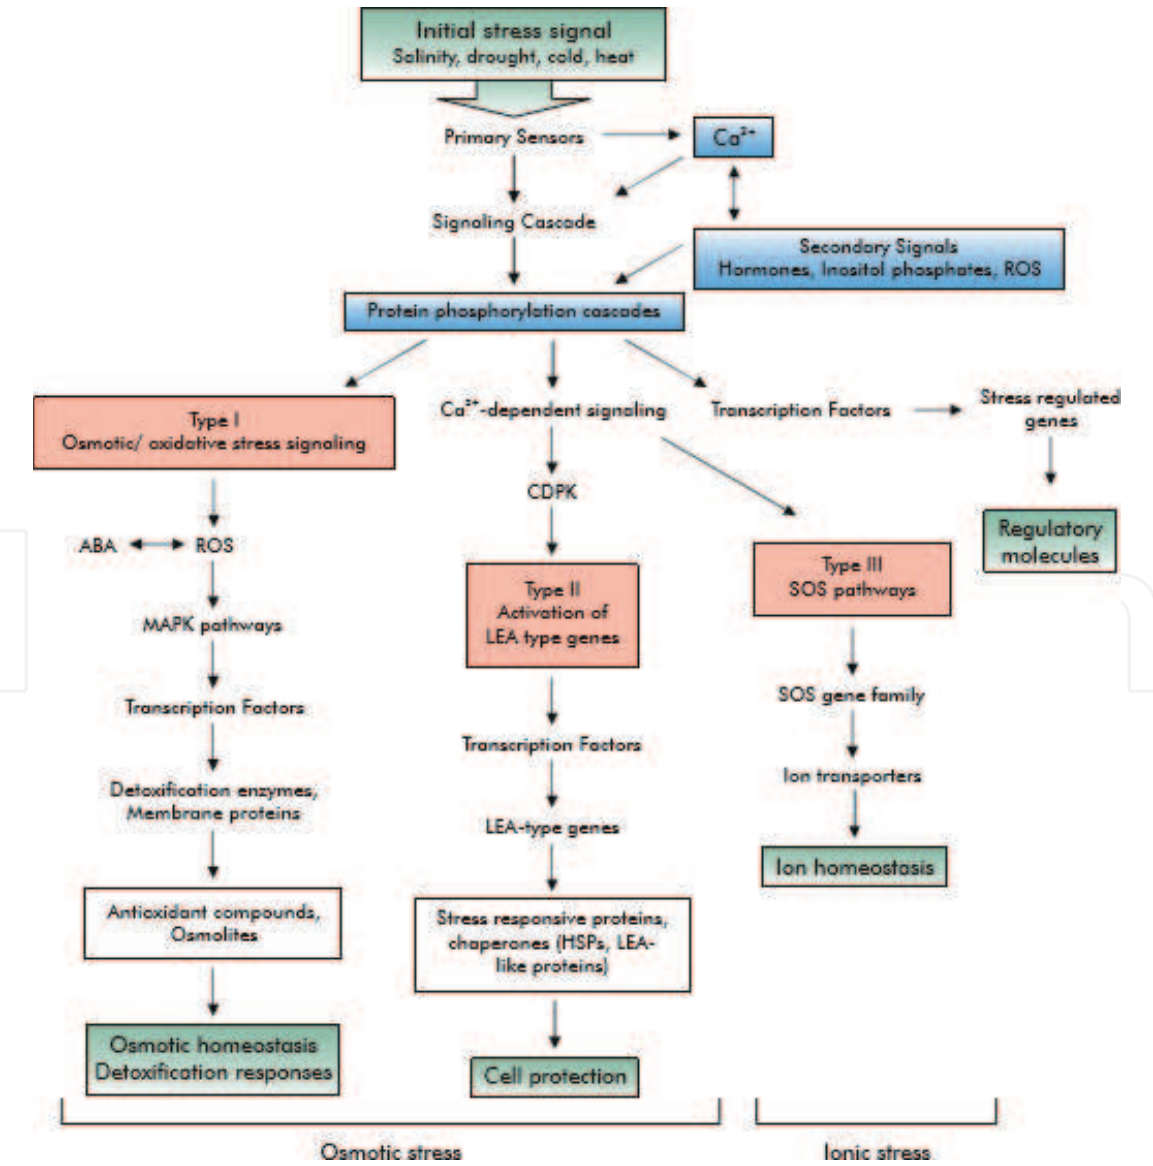 Initial stress signal
Salinity, drought, cold, heat
Primary Sensors
Ca²⁺
Signaling Cascade
Secondary Signals
Hormones, Inositol phosphates, ROS
Protein phosphorylation cascades
Type I
Osmotic/ oxidative stress signaling
Ca²⁺-dependent signaling
Transcription Factors
Stress regulated
genes
CDPK
Regulatory
molecules
ABA
ROS
Type II
Activation of
LEA type genes
Type III
SOS pathways
MAPK pathways
SOS gene family
Transcription Factors
Transcription Factors
Ion transporters
Detoxification enzymes,
Membrane proteins
LEA-type genes
Ion homeostasis
Antioxidant compounds,
Osmolites
Stress responsive proteins,
chaperones (HSPs, LEA-
like proteins)
Osmotic homeostasis
Detoxification responses
Cell protection
Osmotic stress
Ionic stress